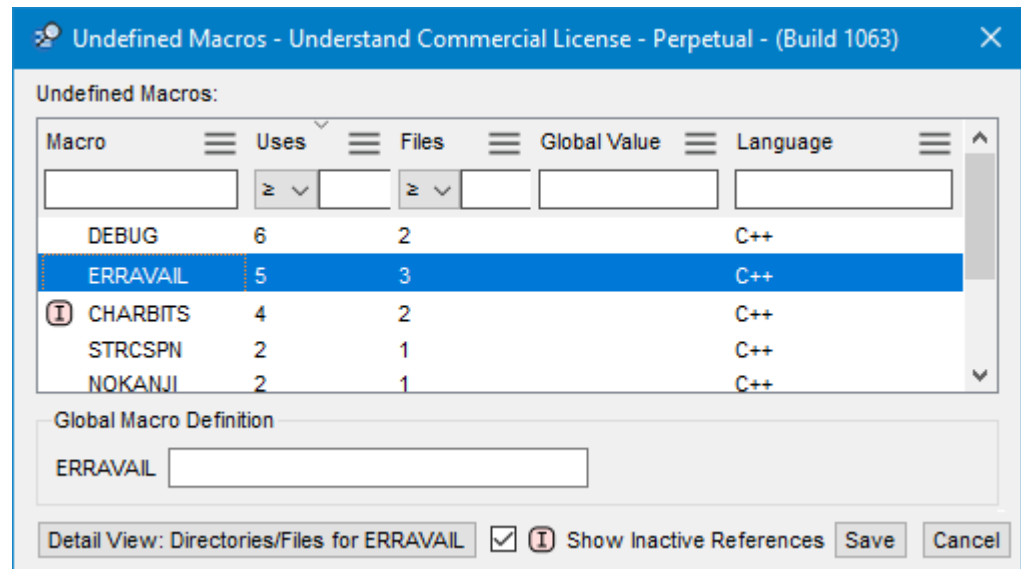 Undefined Macros - Understand Commercial License - Perpetual - (Build 1063)
Undefined Macros:
Macro Uses Files Global Value Language
≥ ≥
DEBUG 6 2 C++
ERRAVAIL 5 3 C++
I CHARBITS 4 2 C++
STRCSPN 2 1 C++
NOKANJI 2 1 C++
Global Macro Definition
ERRAVAIL
Detail View: Directories/Files for ERRAVAIL I Show Inactive References Save Cancel